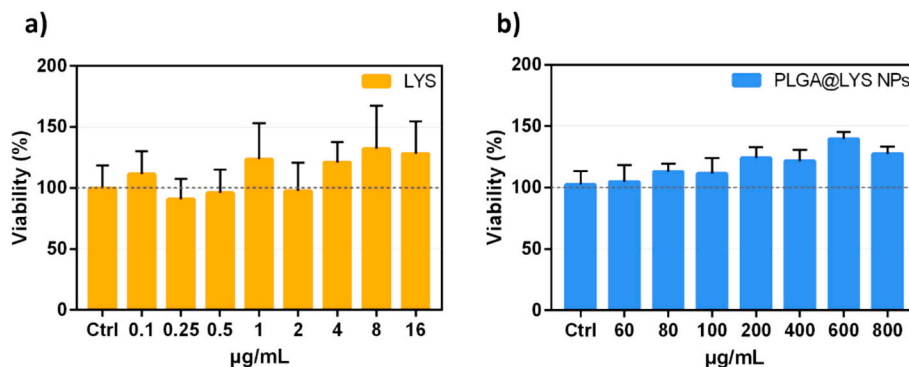 a)
200
150
100
50
0
Viability (%)
LYS
Ctrl 0.1 0.25 0.5 1 2 4 8 16
µg/mL
b)
200
150
100
50
0
Viability (%)
PLGA@LYS NPs
Ctrl 60 80 100 200 400 600 800
µg/mL